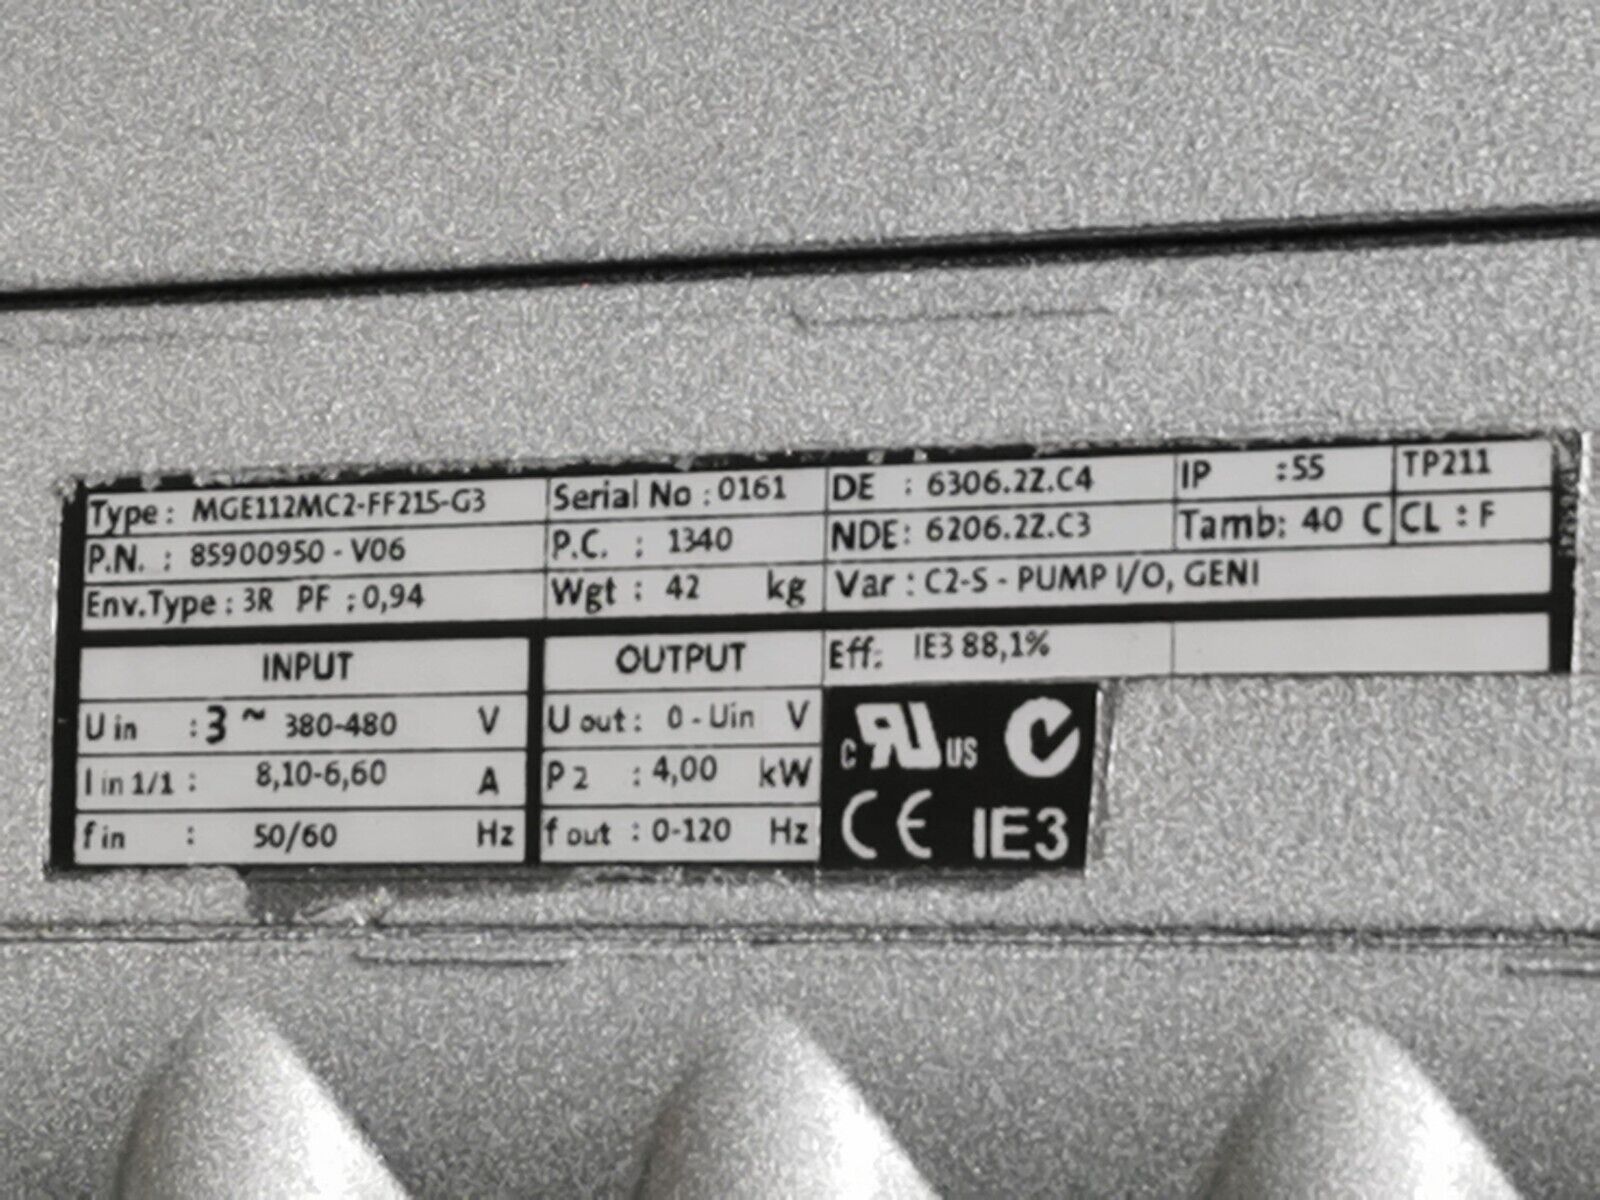 Type : MGE112MC2-FF215-G3 Serial No : 0161 DE : 6306.2Z.C4 IP :55 TP211
P.N. : 85900950 - V06 P.C. : 1340 NDE: 6206.2Z.C3 Tamb: 40 C CL : F
Env.Type : 3R PF : 0,94 Wgt : 42 kg Var : C2-S - PUMP I/O, GENI
INPUT OUTPUT Eff: IE3 88,1%
U in : 3 ~ 380-480 V U out : 0 - Uin V
I in 1/1 : 8,10-6,60 A P 2 : 4,00 kW
f in : 50/60 Hz f out : 0-120 Hz
C RU US
CE IE3